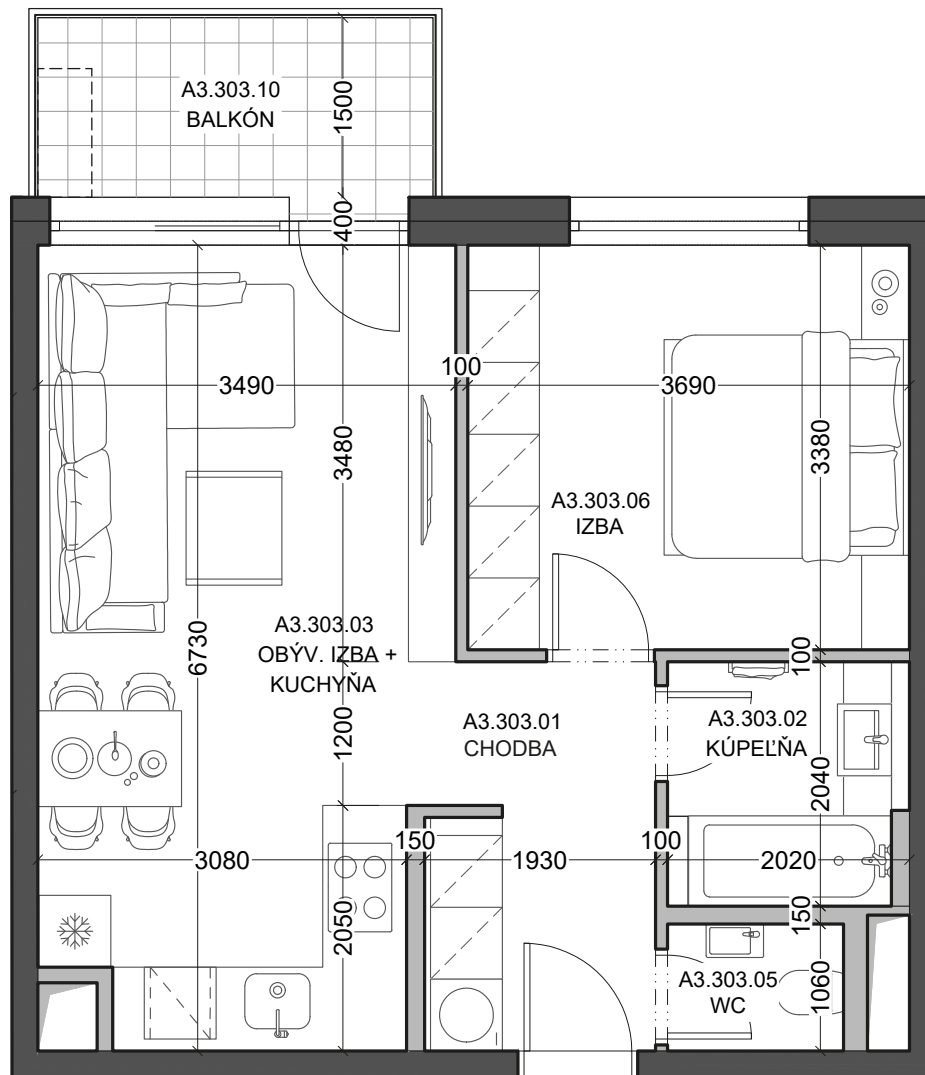 A3.303.10
BALKÓN
1500
400
3490
100
3690
3480
3380
A3.303.06
IZBA
6730
A3.303.03
OBÝV. IZBA +
KUCHYŇA
100
A3.303.01
CHODBA
A3.303.02
KÚPEĽŇA
1200
2040
3080
150
1930
100
2020
2050
150
A3.303.05
WC
1060